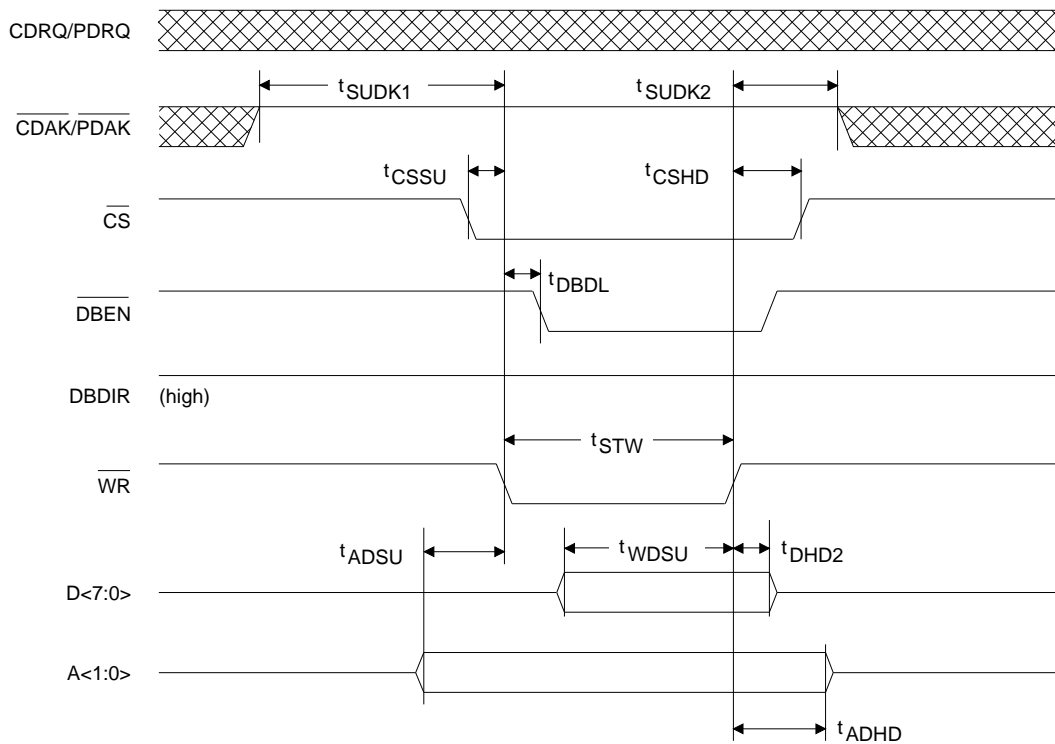 CDRQ/PDRQ
tSUDK1
tSUDK2
CDAK/PDAK
tCSSU
tCSHD
CS
tDBDL
DBEN
DBDIR
(high)
tSTW
WR
tADSU
tWDSU
tDHD2
D<7:0>
A<1:0>
tADHD